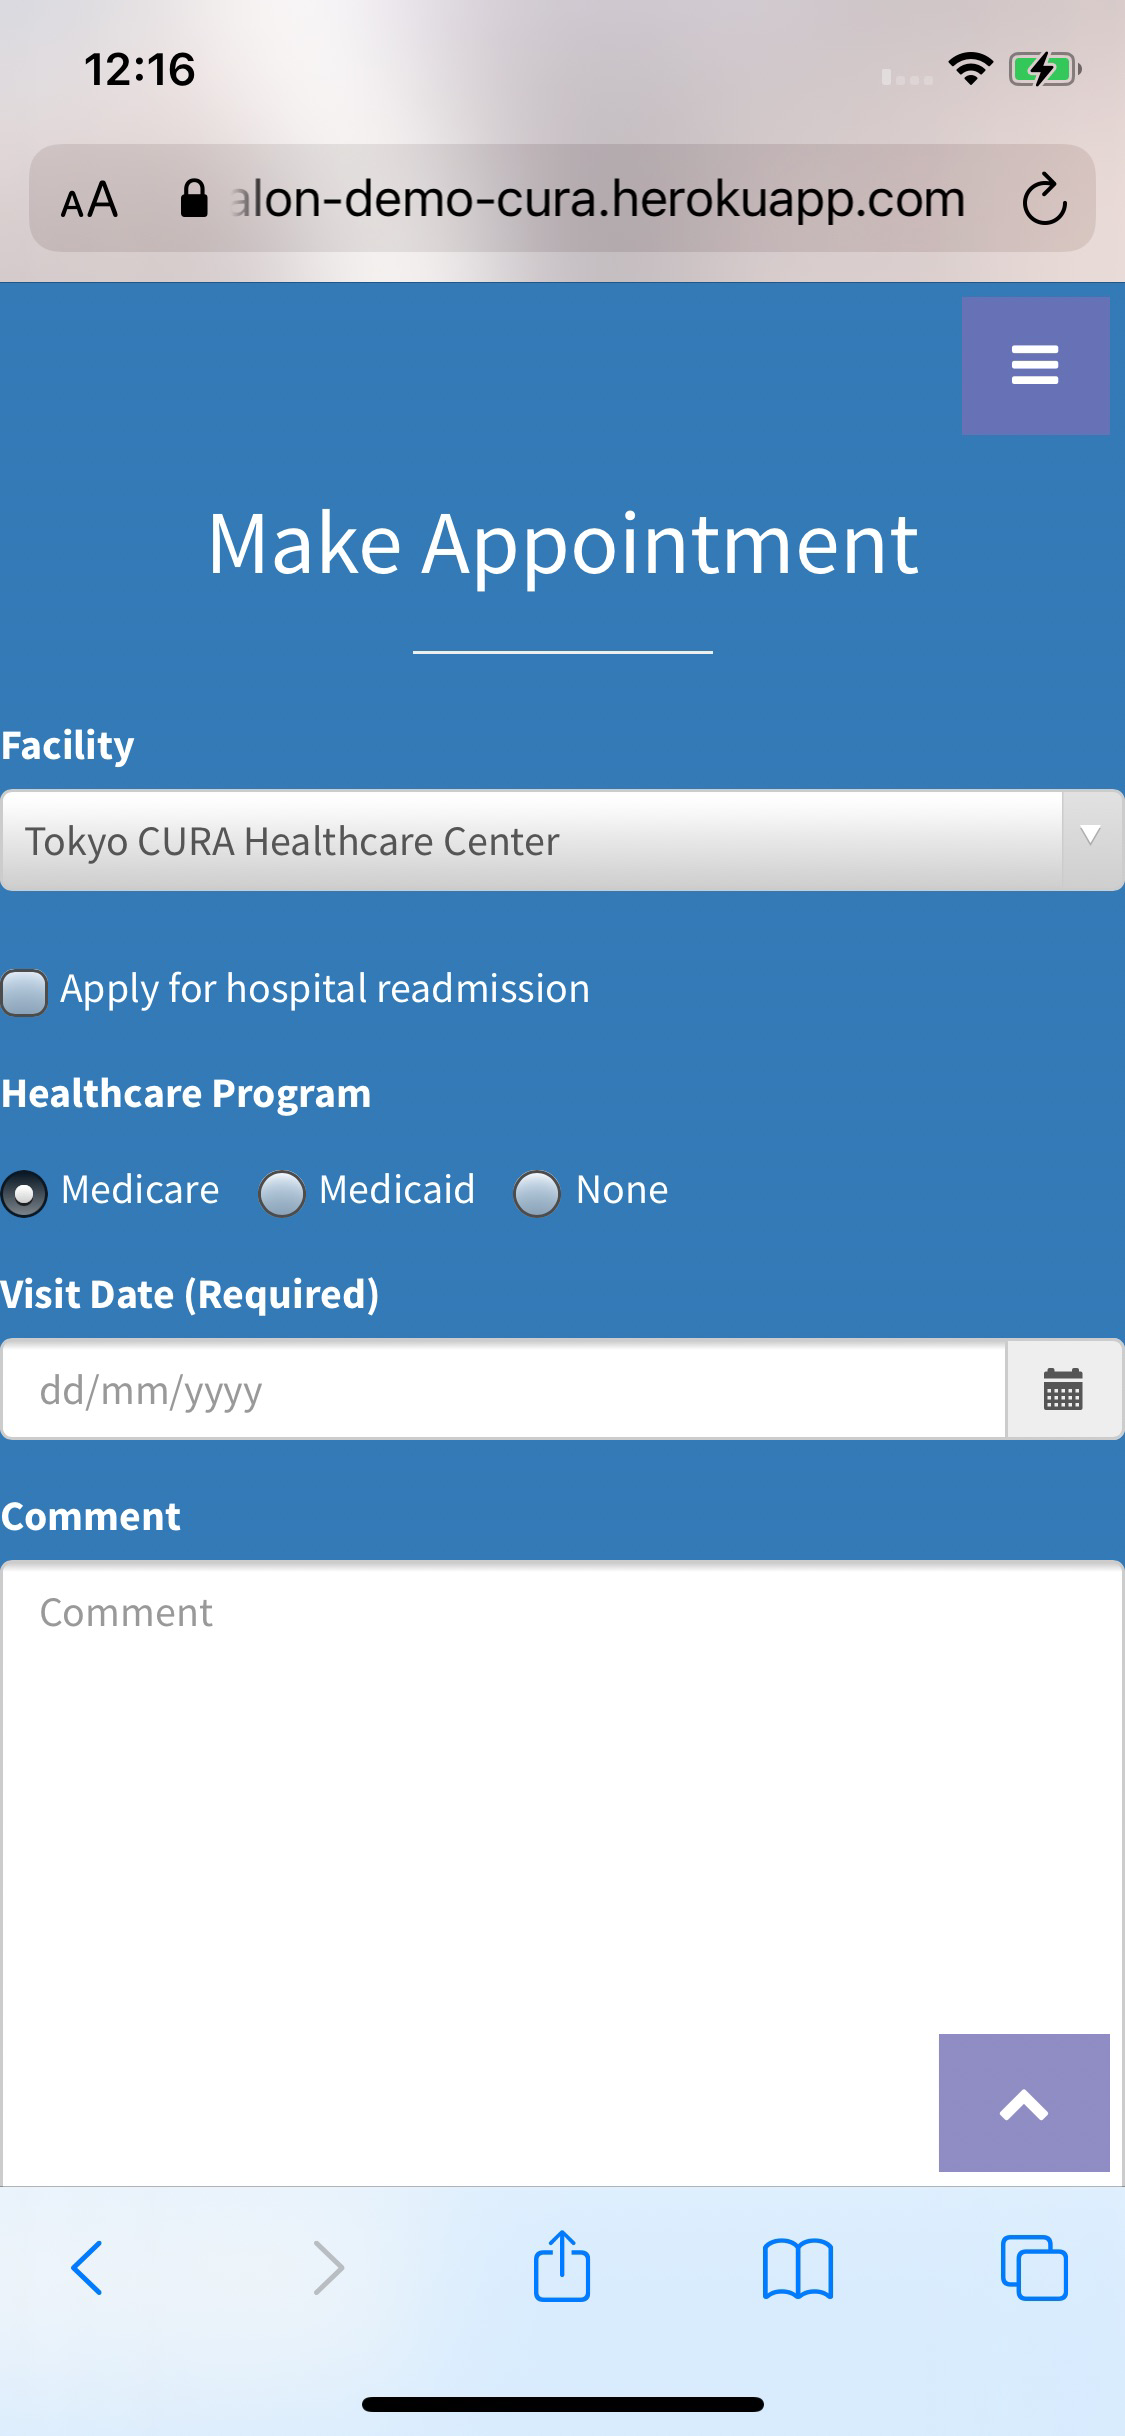 12:16
AA alon-demo-cura.herokuapp.com
Make Appointment
Facility
Tokyo CURA Healthcare Center
Apply for hospital readmission
Healthcare Program
Medicare Medicaid None
Visit Date (Required)
dd/mm/yyyy
Comment
Comment